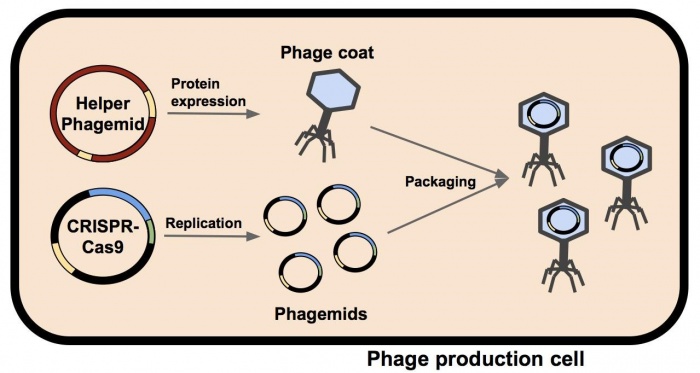 Phage coat
Protein
expression
Helper
Phagemid
Packaging
CRISPR-
Cas9
Replication
Phagemids
Phage production cell